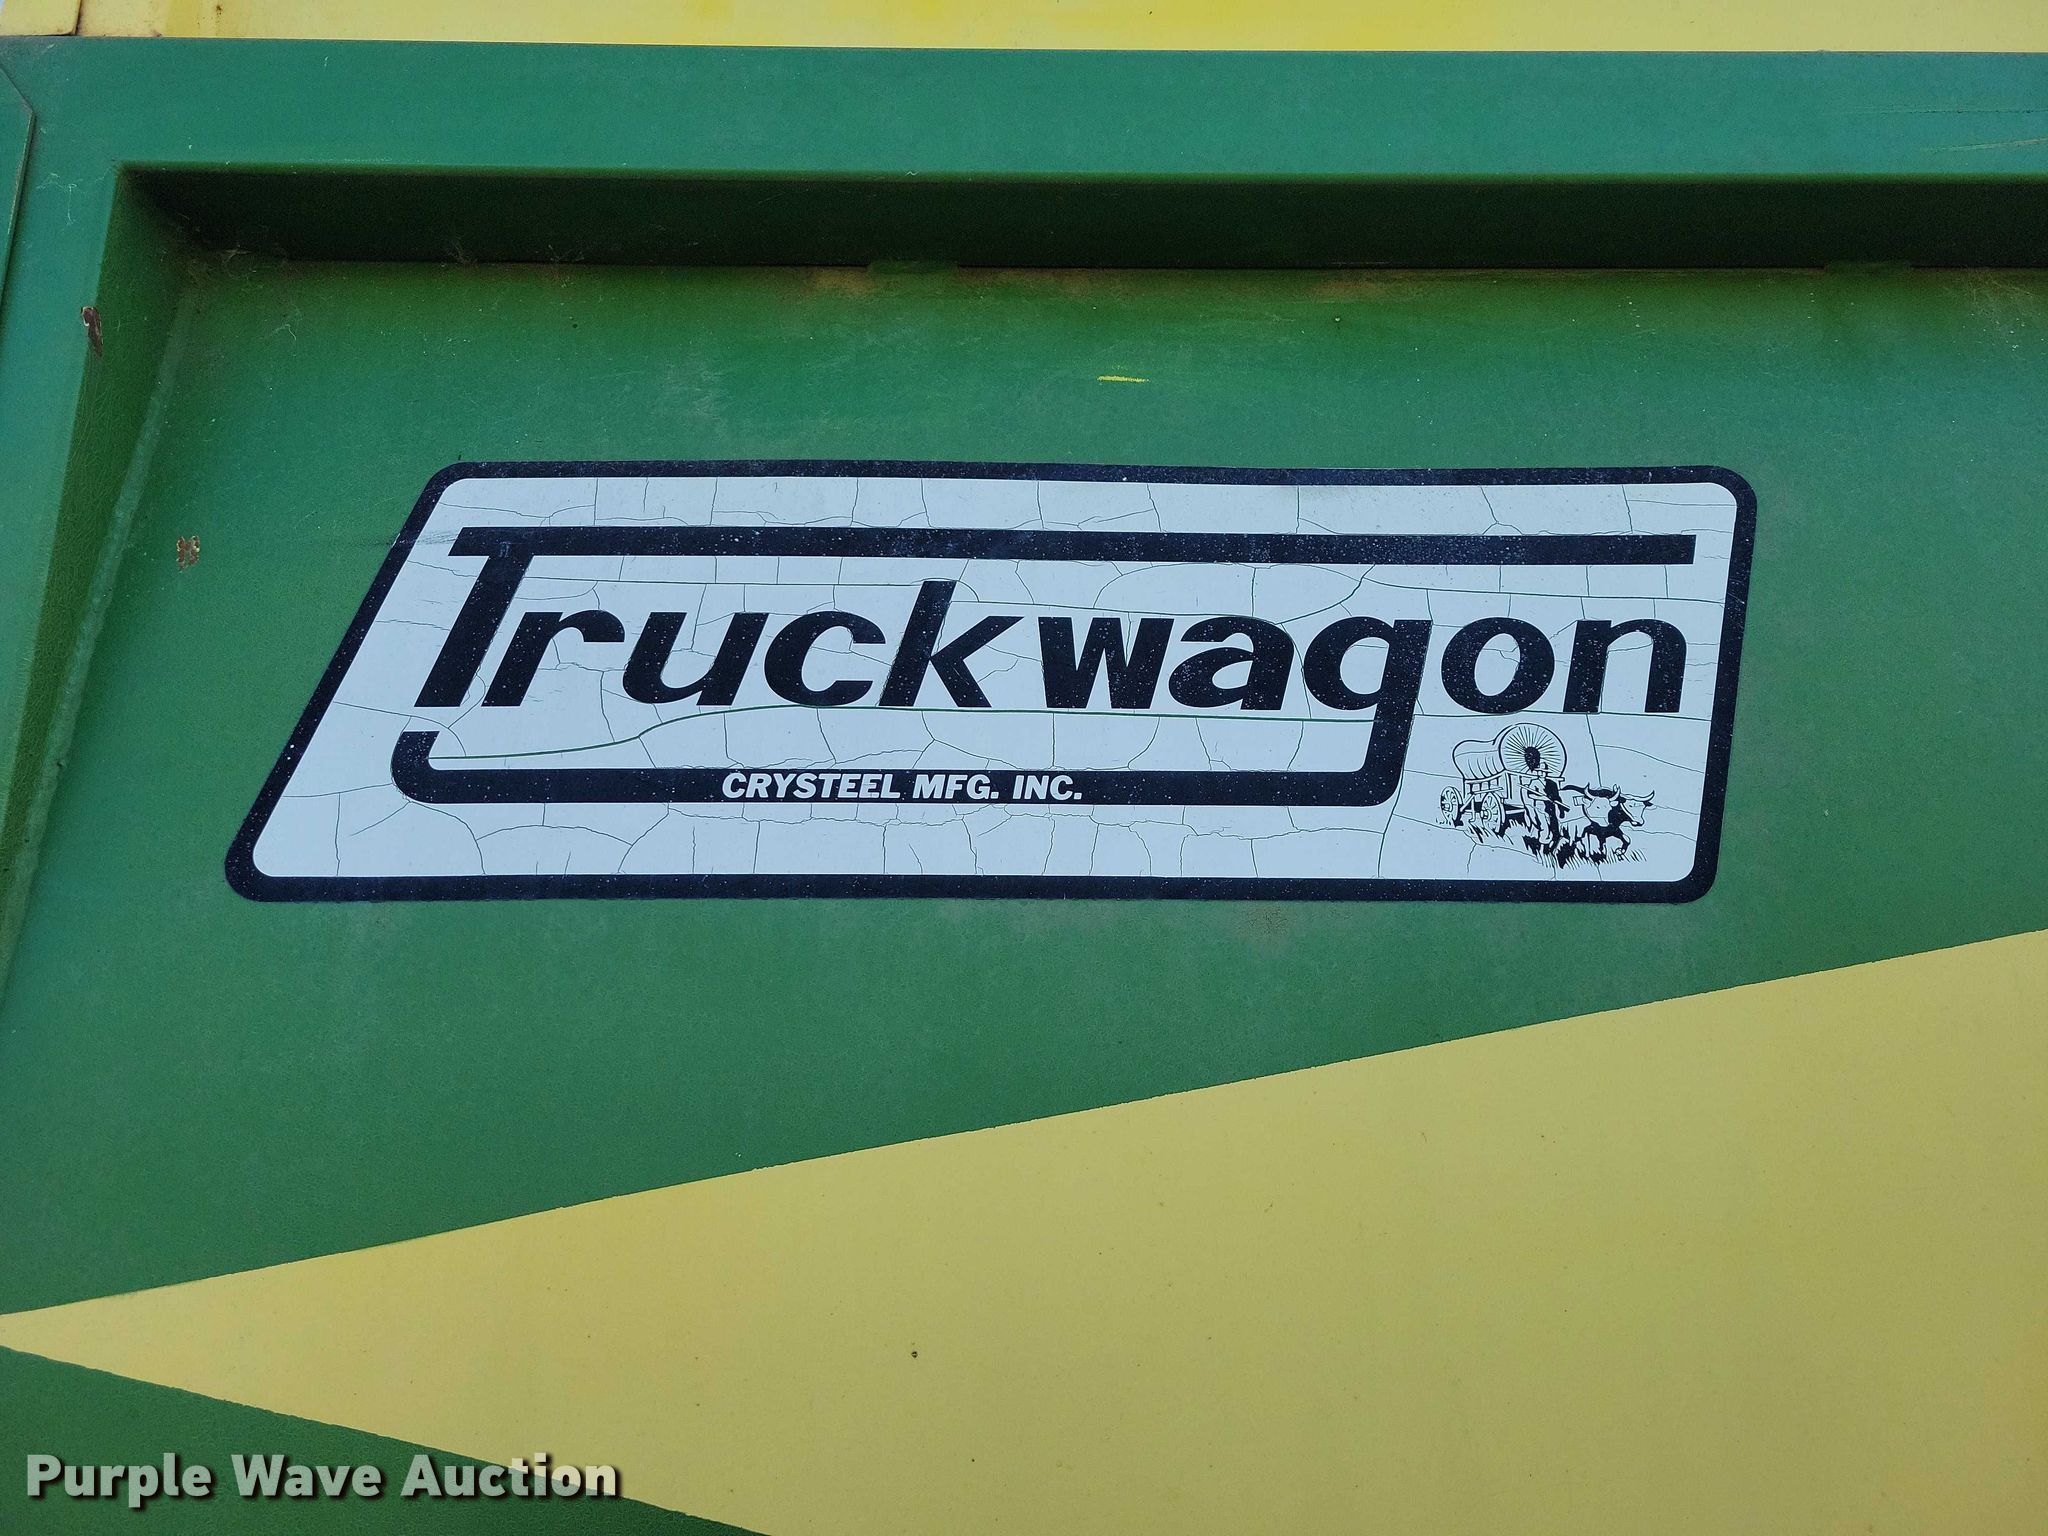 Truckwagon
CRYSTEEL MFG. INC.
Purple Wave Auction